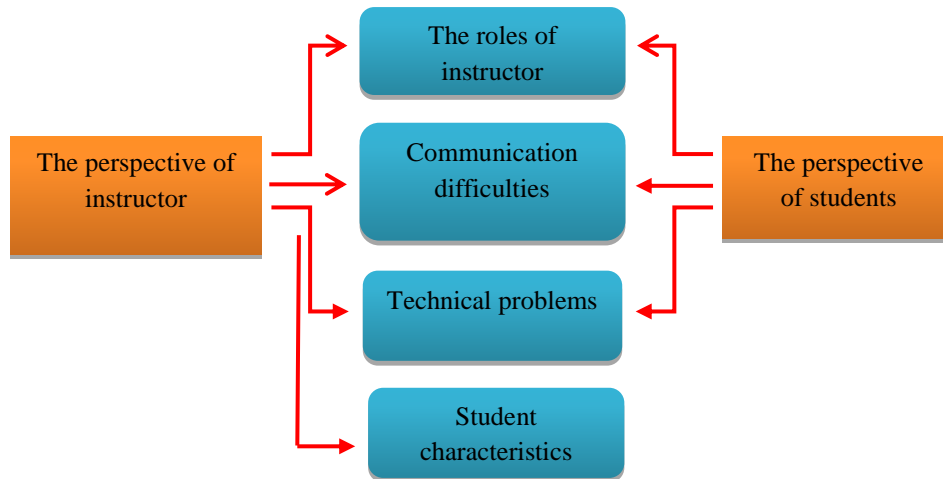 The roles of
instructor
The perspective of
instructor
Communication
difficulties
The perspective
of students
Technical problems
Student
characteristics